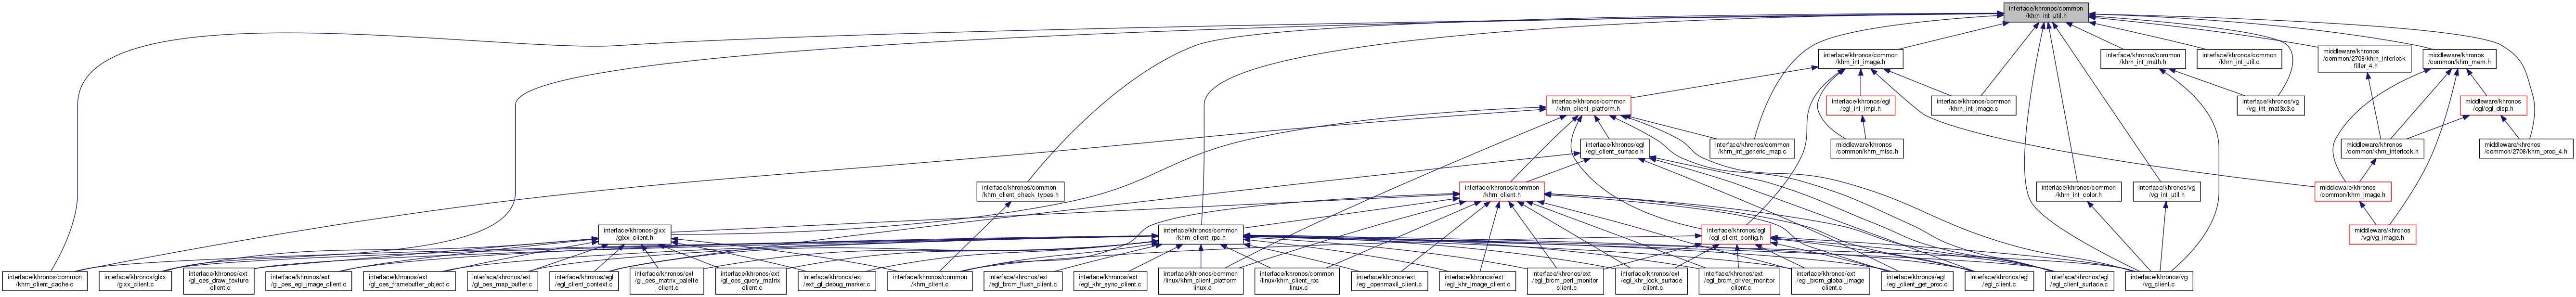 interface/khronos/common
/khrn_int_util.h
interface/khronos/common
/khrn_int_image.h
interface/khronos/common
/khrn_int_math.h
interface/khronos/common
/khrn_int_util.c
middleware/khronos
/common/2708/khrn_interlock
_filler_4.h
middleware/khronos
/common/khrn_mem.h
interface/khronos/common
/khrn_client_platform.h
interface/khronos/egl
/egl_int_impl.h
interface/khronos/common
/khrn_int_image.c
interface/khronos/vg
/vg_int_mat3x3.c
middleware/khronos
/egl/egl_disp.h
interface/khronos/egl
/egl_client_surface.h
interface/khronos/common
/khrn_int_generic_map.c
middleware/khronos
/common/khrn_misc.h
middleware/khronos
/common/khrn_interlock.h
middleware/khronos
/common/2708/khrn_prod_4.h
interface/khronos/common
/khrn_client_check_types.h
interface/khronos/common
/khrn_client.h
interface/khronos/common
/khrn_int_color.h
interface/khronos/vg
/vg_int_util.h
middleware/khronos
/common/khrn_image.h
interface/khronos/glxx
/glxx_client.h
interface/khronos/common
/khrn_client_rpc.h
interface/khronos/egl
/egl_client_config.h
middleware/khronos
/vg/vg_image.h
interface/khronos/common
/khrn_client_cache.c
interface/khronos/glxx
/glxx_client.c
interface/khronos/ext
/gl_oes_draw_texture
_client.c
interface/khronos/ext
/gl_oes_egl_image_client.c
interface/khronos/ext
/gl_oes_framebuffer_object.c
interface/khronos/ext
/gl_oes_map_buffer.c
interface/khronos/egl
/egl_client_context.c
interface/khronos/ext
/gl_oes_matrix_palette
_client.c
interface/khronos/ext
/gl_oes_query_matrix
_client.c
interface/khronos/ext
/ext_gl_debug_marker.c
interface/khronos/common
/khrn_client.c
interface/khronos/ext
/egl_brcm_flush_client.c
interface/khronos/ext
/egl_khr_sync_client.c
interface/khronos/common
/linux/khrn_client_platform
_linux.c
interface/khronos/common
/linux/khrn_client_rpc
_linux.c
interface/khronos/ext
/egl_openmaxil_client.c
interface/khronos/ext
/egl_khr_image_client.c
interface/khronos/ext
/egl_brcm_perf_monitor
_client.c
interface/khronos/ext
/egl_khr_lock_surface
_client.c
interface/khronos/ext
/egl_brcm_driver_monitor
_client.c
interface/khronos/ext
/egl_brcm_global_image
_client.c
interface/khronos/egl
/egl_client_get_proc.c
interface/khronos/egl
/egl_client.c
interface/khronos/egl
/egl_client_surface.c
interface/khronos/vg
/vg_client.c